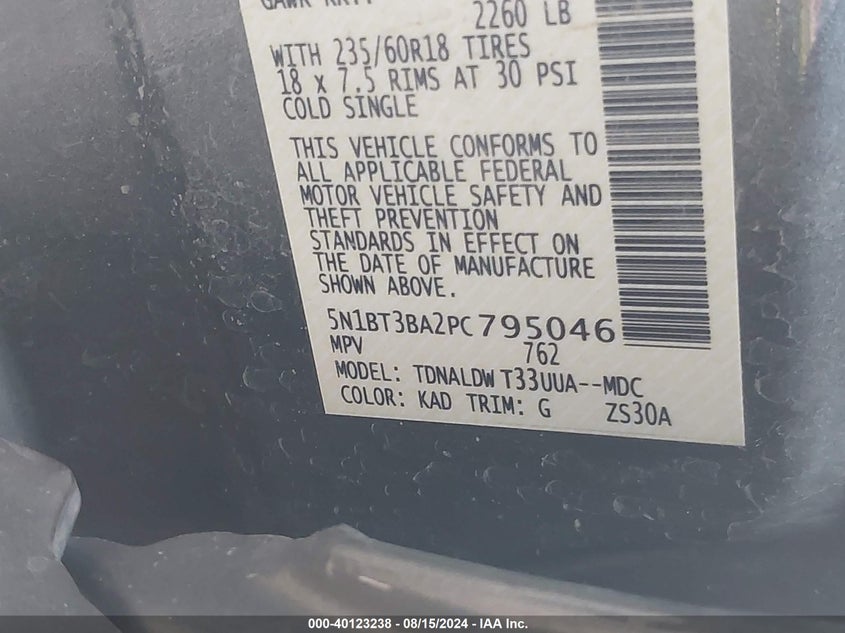 2260 LB
WITH 235/60R18 TIRES
18 x 7.5 RIMS AT 30 PSI
COLD SINGLE
THIS VEHICLE CONFORMS TO
ALL APPLICABLE FEDERAL
MOTOR VEHICLE SAFETY AND
THEFT PREVENTION
STANDARDS IN EFFECT ON
THE DATE OF MANUFACTURE
SHOWN ABOVE.
5N1BT3BA2PC795046
MPV 762
MODEL: TDNALDW T33UUA--MDC
COLOR: KAD TRIM: G ZS30A
000-40123238 - 08/15/2024 - IAA Inc.